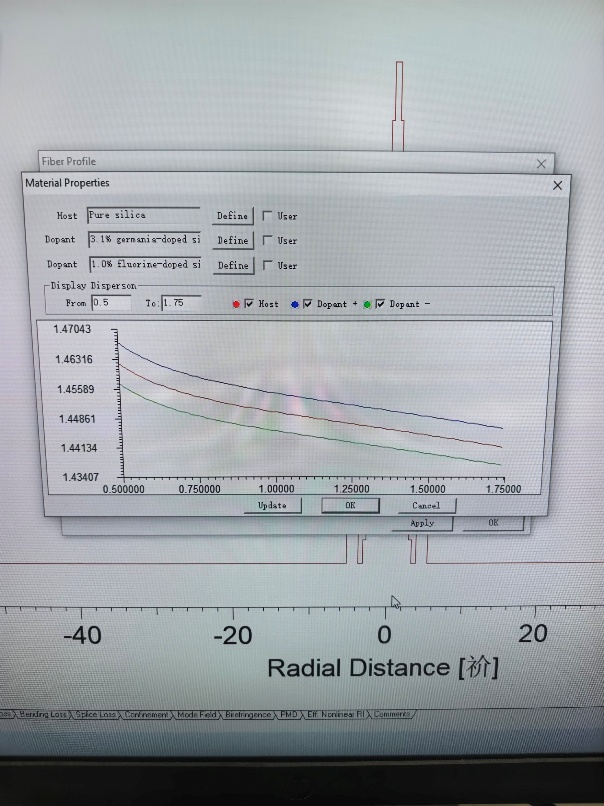 Fiber Profile
Material Properties
Host Pure silica Define User
Dopant 3.1% germania-doped si Define User
Dopant 1.0% fluorine-doped si Define User
Display Disperson
From 0.5 To: 1.75 Host Dopant + Dopant -
1.47043
1.46316
1.45589
1.44861
1.44134
1.43407
0.500000 0.750000 1.00000 1.25000 1.50000 1.75000
Update OK Cancel
Apply OK
-40 -20 0 20
Radial Distance [祄]
Bending Loss Splice Loss Confinement Mode Field Birefringence PMD Eff. Nonlinear RI Comments